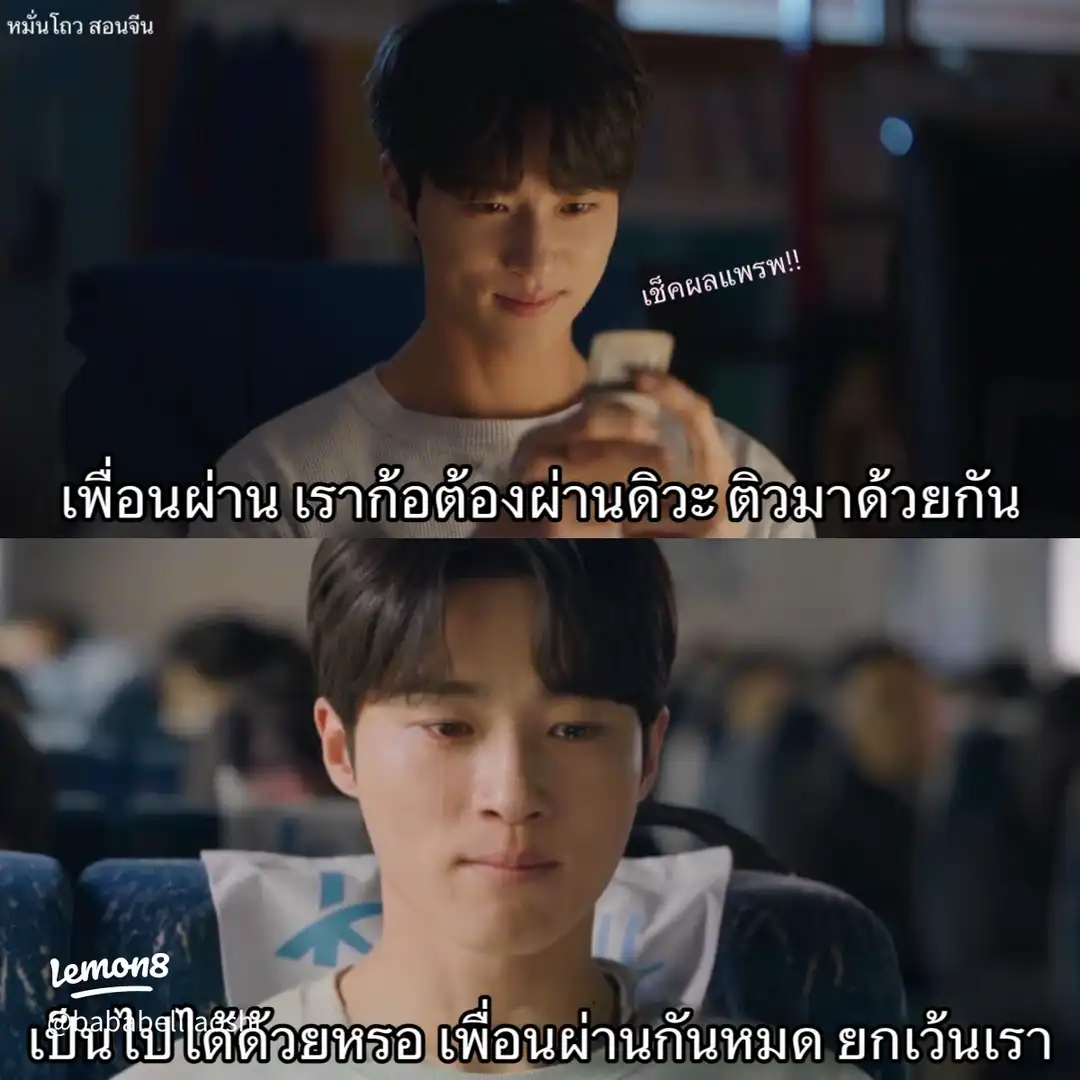 หมั่นโถว สอนจีน
เช็คผลแพรพ!!
เพื่อนผ่าน เราก้อต้องผ่านดิวะ ติวมาด้วยกัน
lemon8
@bababelllaoshi
เป็นไปได้ด้วยหรอ เพื่อนผ่านกันหมด ยกเว้นเรา